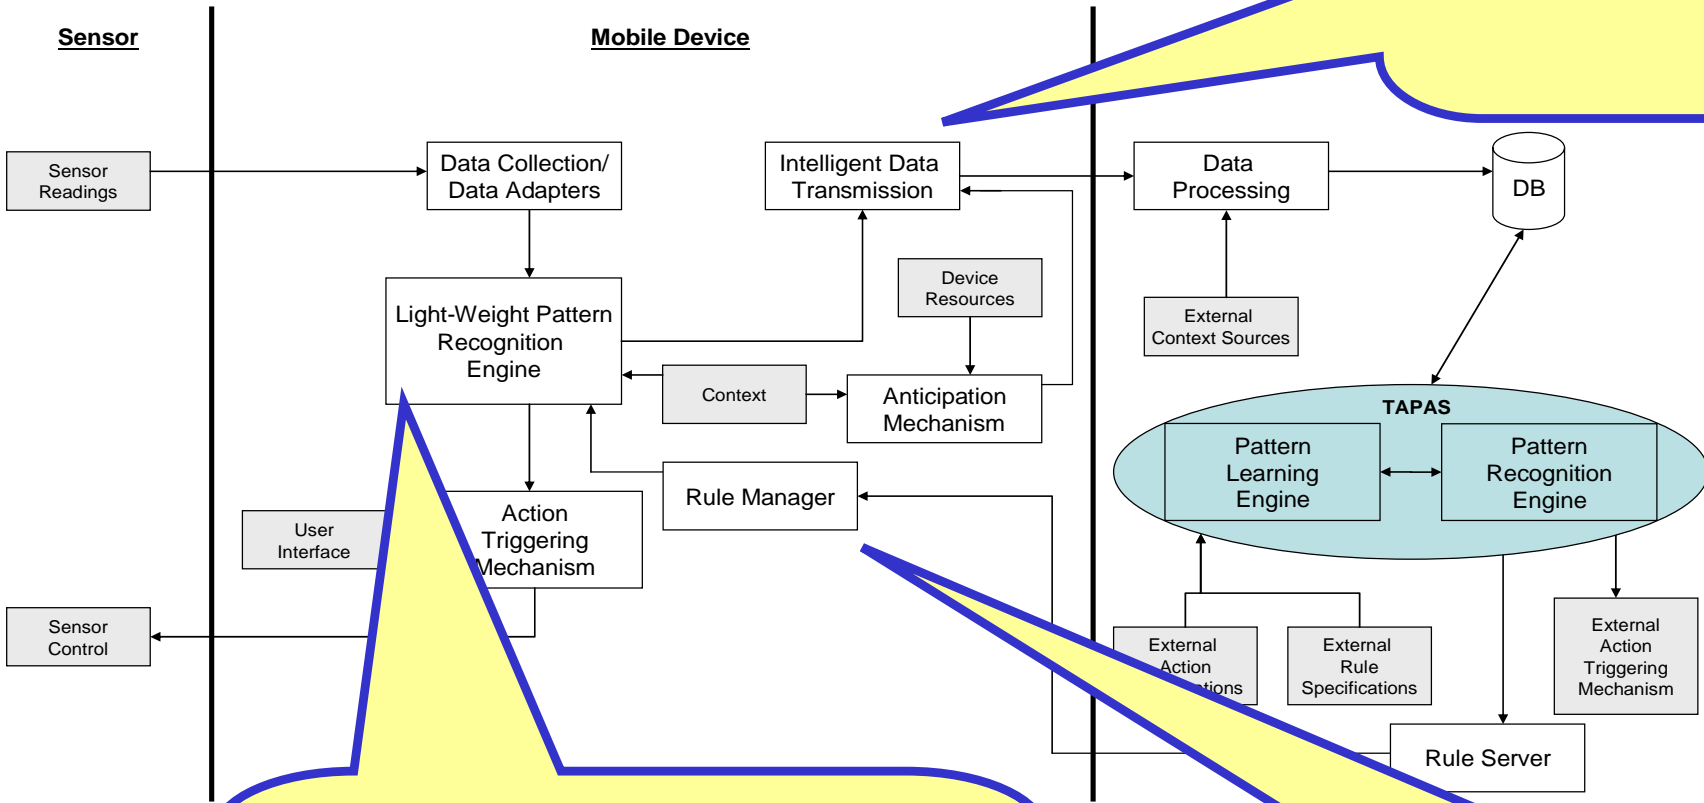 Sensor
Mobile Device
Sensor
Readings
Data Collection/
Data Adapters
Intelligent Data
Transmission
Data
Processing
DB
Light-Weight Pattern
Recognition
Engine
Device
Resources
External
Context Sources
Context
Anticipation
Mechanism
TAPAS
Pattern
Learning
Engine
Pattern
Recognition
Engine
Rule Manager
User
Interface
Action
Triggering
Mechanism
Sensor
Control
External
Action
External
Rule
Specifications
External
Action
Triggering
Mechanism
Rule Server